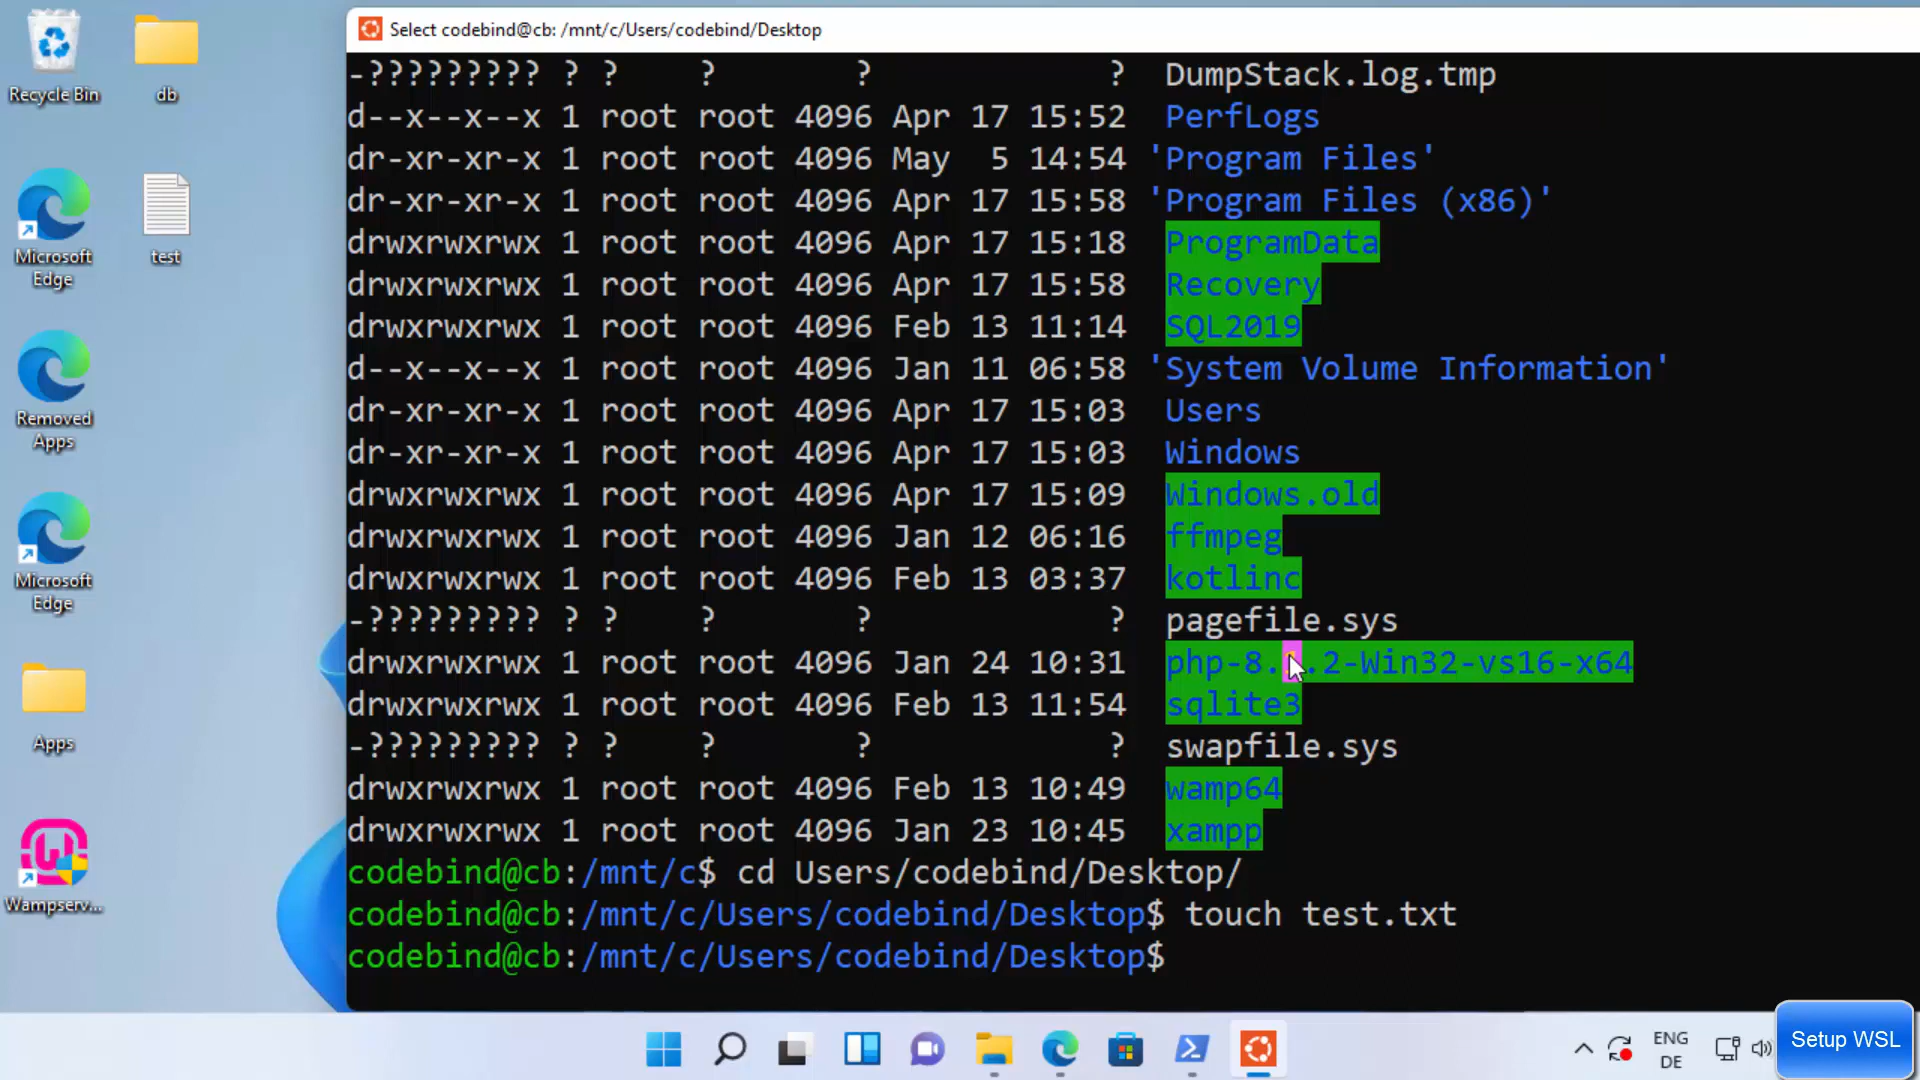 Recycle Bin
db
Microsoft
Edge
test
Removed
Apps
Microsoft
Edge
Apps
Wampserv...
Select codebind@cb: /mnt/c/Users/codebind/Desktop
-????????? ? ?    ?       ?            ?  DumpStack.log.tmp
d--x--x--x 1 root root 4096 Apr 17 15:52  PerfLogs
dr-xr-xr-x 1 root root 4096 May  5 14:54 'Program Files'
dr-xr-xr-x 1 root root 4096 Apr 17 15:58 'Program Files (x86)'
drwxrwxrwx 1 root root 4096 Apr 17 15:18  ProgramData
drwxrwxrwx 1 root root 4096 Apr 17 15:58  Recovery
drwxrwxrwx 1 root root 4096 Feb 13 11:14  SQL2019
d--x--x--x 1 root root 4096 Jan 11 06:58 'System Volume Information'
dr-xr-xr-x 1 root root 4096 Apr 17 15:03  Users
dr-xr-xr-x 1 root root 4096 Apr 17 15:03  Windows
drwxrwxrwx 1 root root 4096 Apr 17 15:09  Windows.old
drwxrwxrwx 1 root root 4096 Jan 12 06:16  ffmpeg
drwxrwxrwx 1 root root 4096 Feb 13 03:37  kotlinc
-????????? ? ?    ?       ?            ?  pagefile.sys
drwxrwxrwx 1 root root 4096 Jan 24 10:31
drwxrwxrwx 1 root root 4096 Feb 13 11:54  sqlite3
-????????? ? ?    ?       ?            ?  swapfile.sys
drwxrwxrwx 1 root root 4096 Feb 13 10:49  wamp64
drwxrwxrwx 1 root root 4096 Jan 23 10:45  xampp
codebind@cb:/mnt/c$ cd Users/codebind/Desktop/
codebind@cb:/mnt/c/Users/codebind/Desktop$ touch test.txt
codebind@cb:/mnt/c/Users/codebind/Desktop$
ENG
DE
Setup WSL